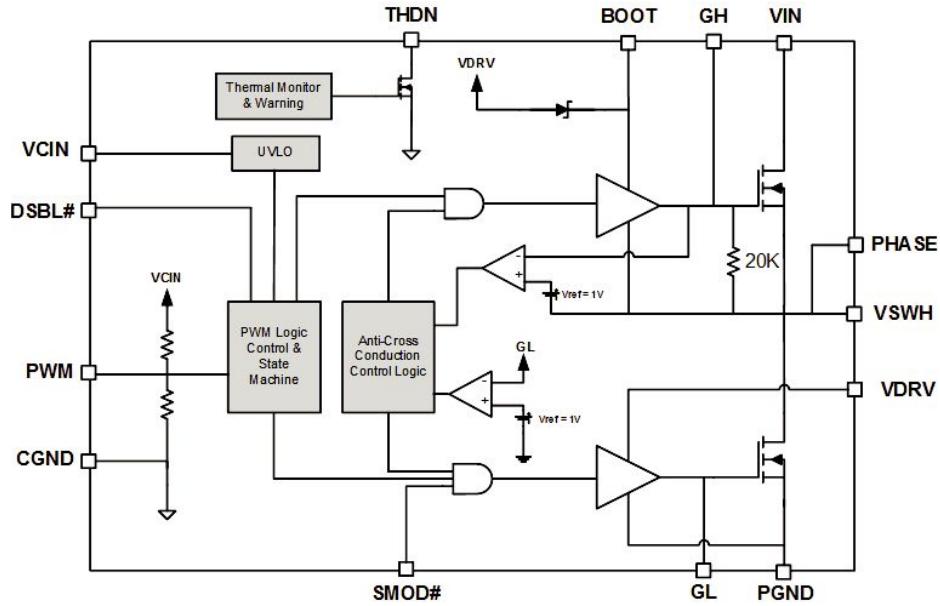 THDN
BOOT
GH
VIN
VDRV
Thermal Monitor
& Warning
VCIN
UVLO
DSBL#
PHASE
20K
VCIN
Vref = 1V
VSWH
PWM Logic
Control &
State
Machine
Anti-Cross
Conduction
Control Logic
GL
PWM
VDRV
Vref = 1V
CGND
SMOD#
GL
PGND